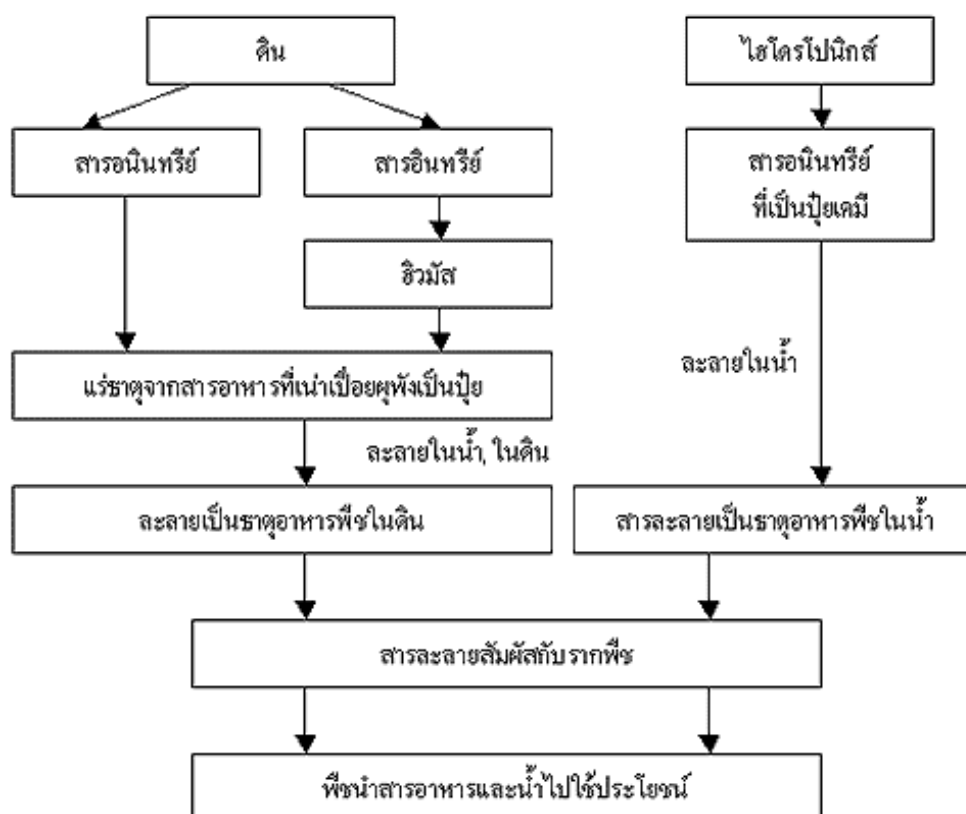 ดิน
ไฮโดรโปนิกส์
สารอนินทรีย์
สารอินทรีย์
สารอนินทรีย์
ที่เป็นปุ๋ยเคมี
ฮิวมัส
แร่ธาตุจากสารอาหารที่เน่าเปื่อยผุพังเป็นปุ๋ย
ละลายในน้ำ
ละลายในน้ำ, ในดิน
ละลายเป็นธาตุอาหารพืชในดิน
สารละลายเป็นธาตุอาหารพืชในน้ำ
สารละลายสัมผัสกับรากพืช
พืชนำสารอาหารและน้ำไปใช้ประโยชน์